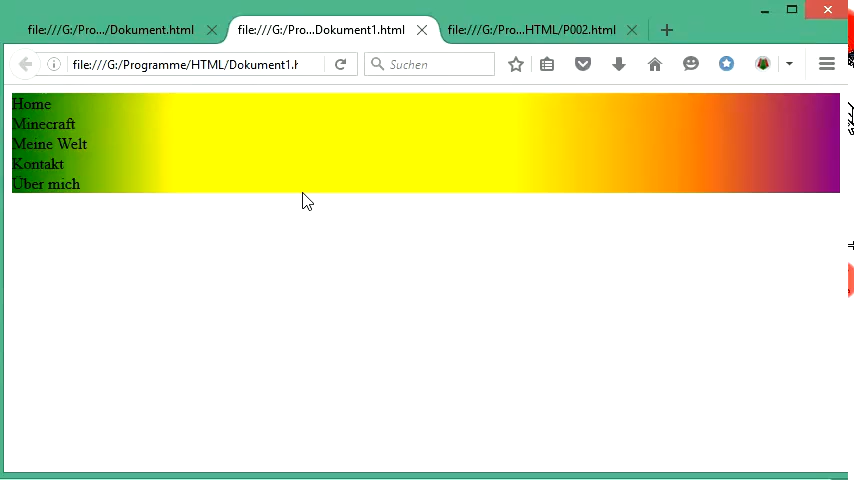 file:///G:/Pro.../Dokument.html
file:///G:/Pro...Dokument1.html
file:///G:/Pro...HTML/P002.html
file:///G:/Programme/HTML/Dokument1.h
Suchen
Home
Minecraft
Meine Welt
Kontakt
Über mich